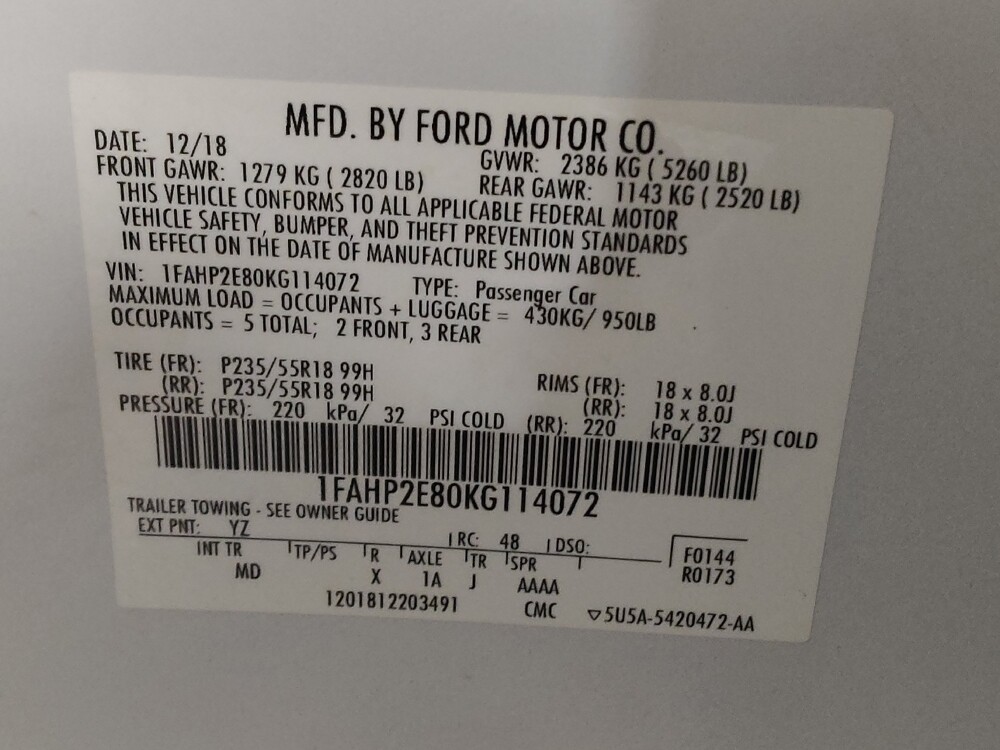 MFD. BY FORD MOTOR CO.
DATE: 12/18 GVWR: 2386 KG ( 5260 LB)
FRONT GAWR: 1279 KG ( 2820 LB) REAR GAWR: 1143 KG ( 2520 LB)
THIS VEHICLE CONFORMS TO ALL APPLICABLE FEDERAL MOTOR
VEHICLE SAFETY, BUMPER, AND THEFT PREVENTION STANDARDS
IN EFFECT ON THE DATE OF MANUFACTURE SHOWN ABOVE.
VIN: 1FAHP2E80KG114072 TYPE: Passenger Car
MAXIMUM LOAD = OCCUPANTS + LUGGAGE = 430KG/ 950LB
OCCUPANTS = 5 TOTAL; 2 FRONT, 3 REAR
TIRE (FR): P235/55R18 99H RIMS (FR): 18 x 8.0J
(RR): P235/55R18 99H (RR): 18 x 8.0J
PRESSURE (FR): 220 kPa/ 32 PSI COLD (RR): 220 kPa/ 32 PSI COLD
1FAHP2E80KG114072
TRAILER TOWING - SEE OWNER GUIDE
EXT PNT: YZ RC: 48 DSO: F0144
INT TR TP/PS R AXLE TR SPR R0173
MD X 1A J AAAA
1201812203491 CMC ▽5U5A-5420472-AA